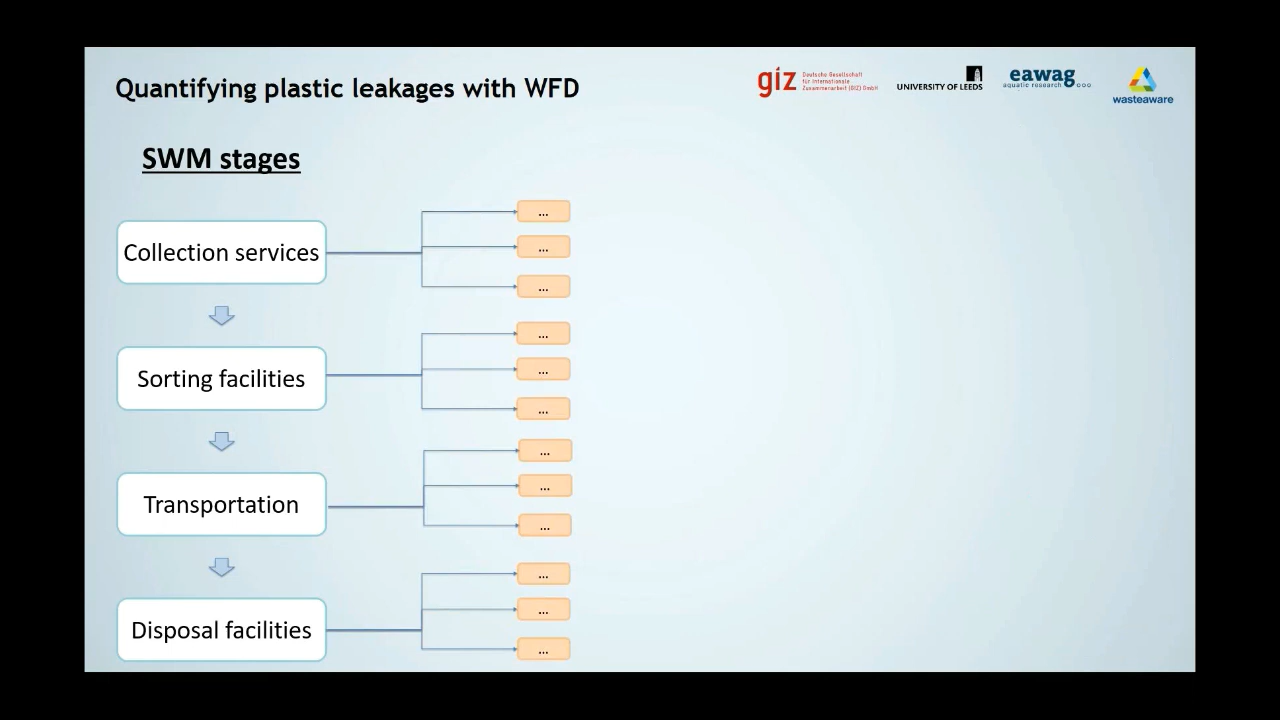 Quantifying plastic leakages with WFD
giz
Deutsche Gesellschaft
für Internationale
Zusammenarbeit (GIZ) GmbH
UNIVERSITY OF LEEDS
eawag
aquatic research
wasteaware
SWM stages
Collection services
...
...
...
Sorting facilities
...
...
...
Transportation
...
...
...
Disposal facilities
...
...
...